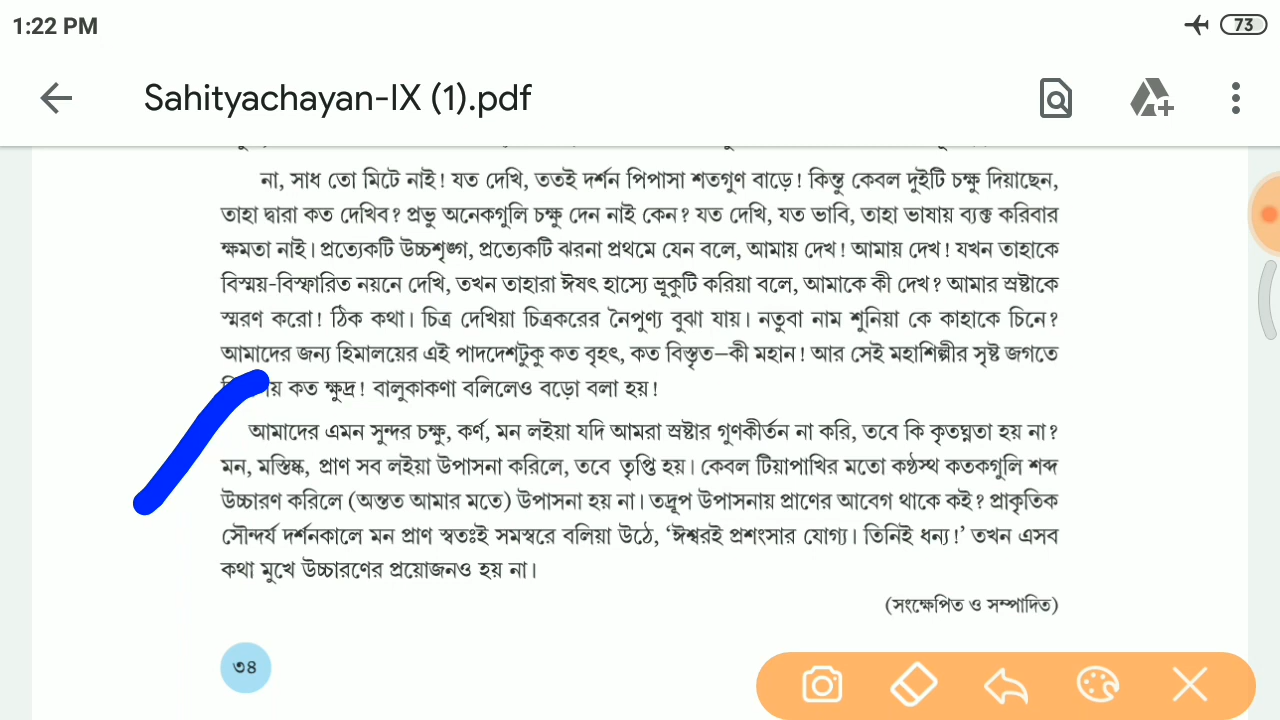 1:22 PM
73
Sahityachayan-IX (1).pdf
না, সাধ তো মিটে নাই! যত দেখি, ততই দর্শন পিপাসা শতগুণ বাড়ে! কিন্তু কেবল দুইটি চক্ষু দিয়াছেন,
তাহা দ্বারা কত দেখিব? প্রভু অনেকগুলি চক্ষু দেন নাই কেন? যত দেখি, যত ভাবি, তাহা ভাষায় ব্যক্ত করিবার
ক্ষমতা নাই। প্রত্যেকটি উচ্চশৃঙ্গ, প্রত্যেকটি ঝরনা প্রথমে যেন বলে, আমায় দেখ! আমায় দেখ! যখন তাহাকে
বিস্ময়-বিস্ফারিত নয়নে দেখি, তখন তাহারা ঈষৎ হাস্যে ভ্রূকুটি করিয়া বলে, আমাকে কী দেখ? আমার স্রষ্টাকে
স্মরণ করো! ঠিক কথা। চিত্র দেখিয়া চিত্রকরের নৈপুণ্য বুঝা যায়। নতুবা নাম শুনিয়া কে কাহাকে চিনে?
আমাদের জন্য হিমালয়ের এই পাদদেশটুকু কত বৃহৎ, কত বিস্তৃত—কী মহান! আর সেই মহাশিল্পীর সৃষ্ট জগতে
কত ক্ষুদ্র! বালুকাকণা বলিলেও বড়ো বলা হয়!
আমাদের এমন সুন্দর চক্ষু, কর্ণ, মন লইয়া যদি আমরা স্রষ্টার গুণকীর্তন না করি, তবে কি কৃতঘ্নতা হয় না?
মন, মস্তিষ্ক, প্রাণ সব লইয়া উপাসনা করিলে, তবে তৃপ্তি হয়। কেবল টিয়াপাখির মতো কণ্ঠস্থ কতকগুলি শব্দ
উচ্চারণ করিলে (অন্তত আমার মতে) উপাসনা হয় না। তদ্রূপ উপাসনায় প্রাণের আবেগ থাকে কই? প্রাকৃতিক
সৌন্দর্য দর্শনকালে মন প্রাণ স্বতঃই সমস্বরে বলিয়া উঠে, ‘ঈশ্বরই প্রশংসার যোগ্য। তিনিই ধন্য!’ তখন এসব
কথা মুখে উচ্চারণের প্রয়োজনও হয় না।
(সংক্ষেপিত ও সম্পাদিত)
৩৪